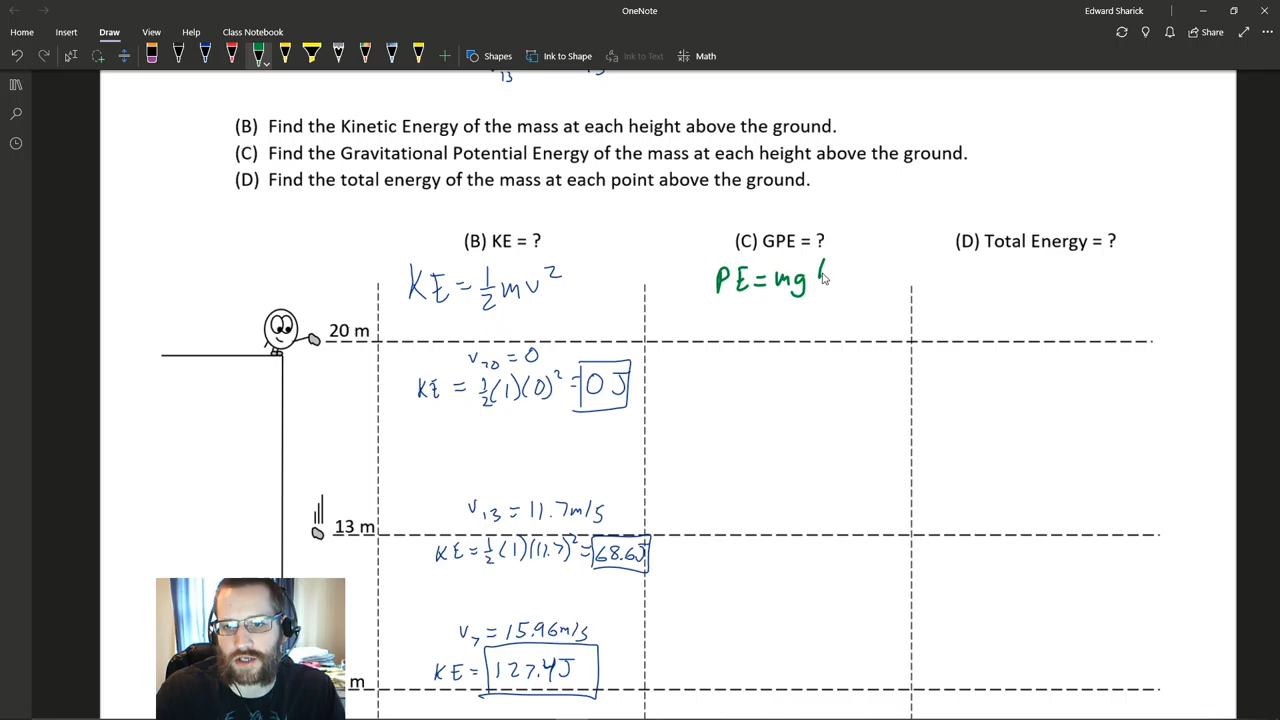 OneNote
Edward Sharick
Home Insert Draw View Help Class Notebook
Share
Shapes Ink to Shape Ink to Text Math
13
(B) Find the Kinetic Energy of the mass at each height above the ground.
(C) Find the Gravitational Potential Energy of the mass at each height above the ground.
(D) Find the total energy of the mass at each point above the ground.
(B) KE = ? (C) GPE = ? (D) Total Energy = ?
KE = 1/2 mv² PE = mg
20 m
v₂₀ = 0
KE = 1/2 (1)(0)² = 0 J
v₁₃ = 11.7 m/s
13 m
KE = 1/2 (1)(11.7)² = 68.6 J
v₇ = 15.96 m/s
KE = 127.4 J
m